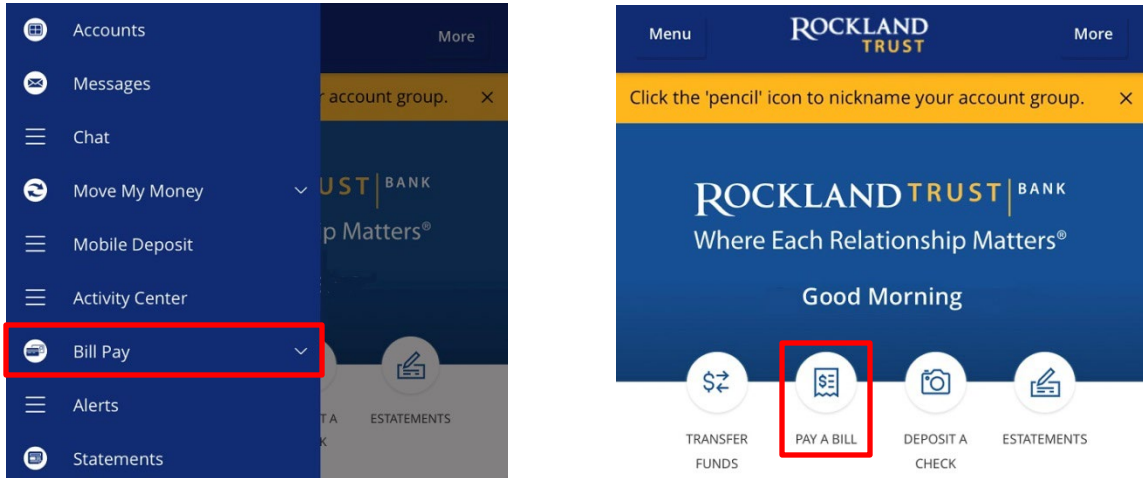 Accounts
Messages
Chat
Move My Money
Mobile Deposit
Activity Center
Bill Pay
Alerts
Statements
More
r account group. ×
UST BANK
p Matters®
T A
K
ESTATEMENTS
Menu
ROCKLAND
TRUST
More
Click the 'pencil' icon to nickname your account group. ×
ROCKLAND TRUST BANK
Where Each Relationship Matters®
Good Morning
TRANSFER
FUNDS
PAY A BILL
DEPOSIT A
CHECK
ESTATEMENTS